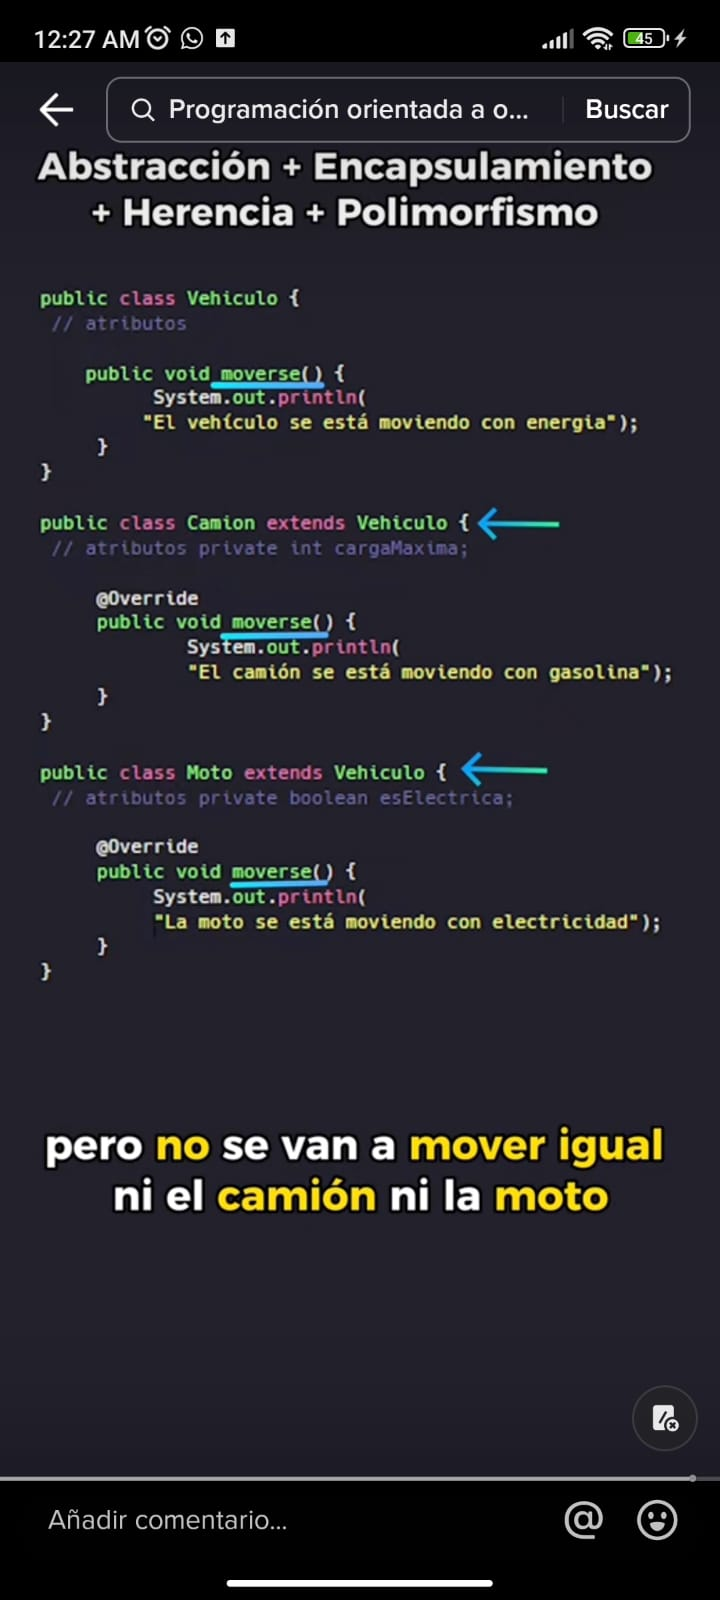 12:27 AM
45
Programación orientada a o...
Buscar
Abstracción + Encapsulamiento
+ Herencia + Polimorfismo
public class Vehiculo {
// atributos
public void moverse() {
System.out.println(
"El vehículo se está moviendo con energia");
}
}
public class Camion extends Vehiculo {
// atributos private int cargaMaxima;
@Override
public void moverse() {
System.out.println(
"El camión se está moviendo con gasolina");
}
}
public class Moto extends Vehiculo {
// atributos private boolean esElectrica;
@Override
public void moverse() {
System.out.println(
"La moto se está moviendo con electricidad");
}
}
pero no se van a mover igual
ni el camión ni la moto
Añadir comentario...
@